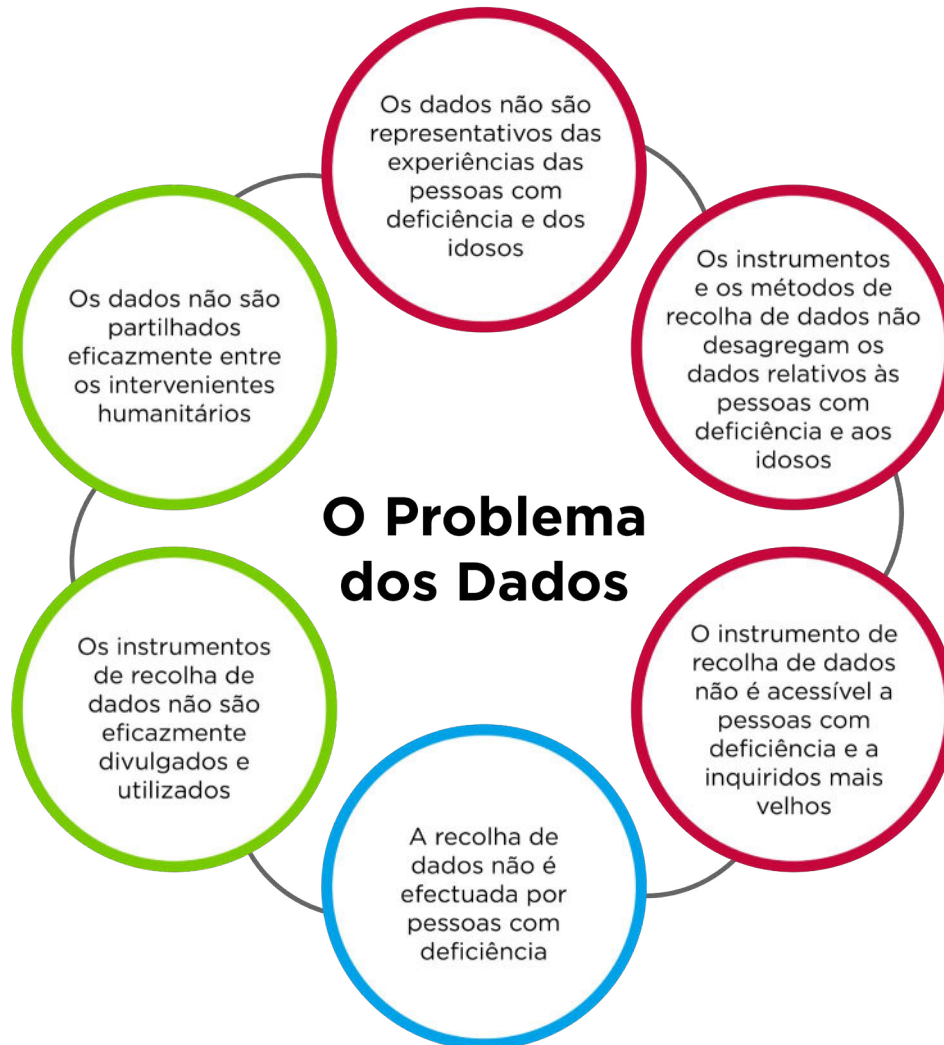 Os dados não são
representativos das
experiências das
pessoas com
deficiência e dos
idosos
Os instrumentos
e os métodos de
recolha de dados não
desagregam os
dados relativos às
pessoas com
deficiência e aos
idosos
O instrumento de
recolha de dados
não é acessível a
pessoas com
deficiência e a
inquiridos mais
velhos
A recolha de
dados não é
efectuada por
pessoas com
deficiência
Os instrumentos
de recolha de
dados não são
eficazmente
divulgados e
utilizados
Os dados não são
partilhados
eficazmente entre
os intervenientes
humanitários
O Problema
dos Dados